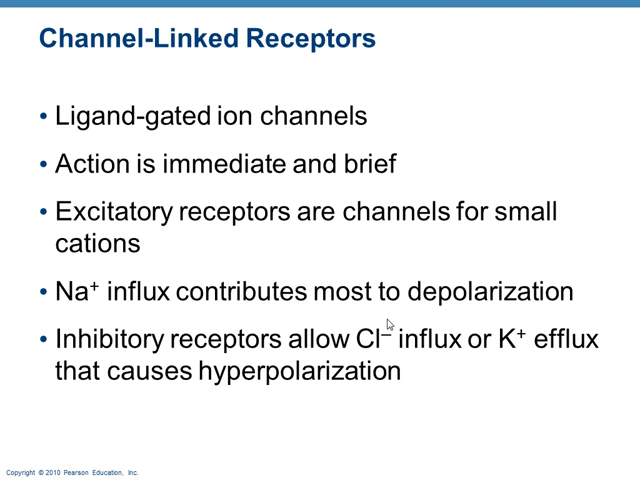 Channel-Linked Receptors
• Ligand-gated ion channels
• Action is immediate and brief
• Excitatory receptors are channels for small
cations
• Na⁺ influx contributes most to depolarization
• Inhibitory receptors allow Cl⁻ influx or K⁺ efflux
that causes hyperpolarization
Copyright © 2010 Pearson Education, Inc.